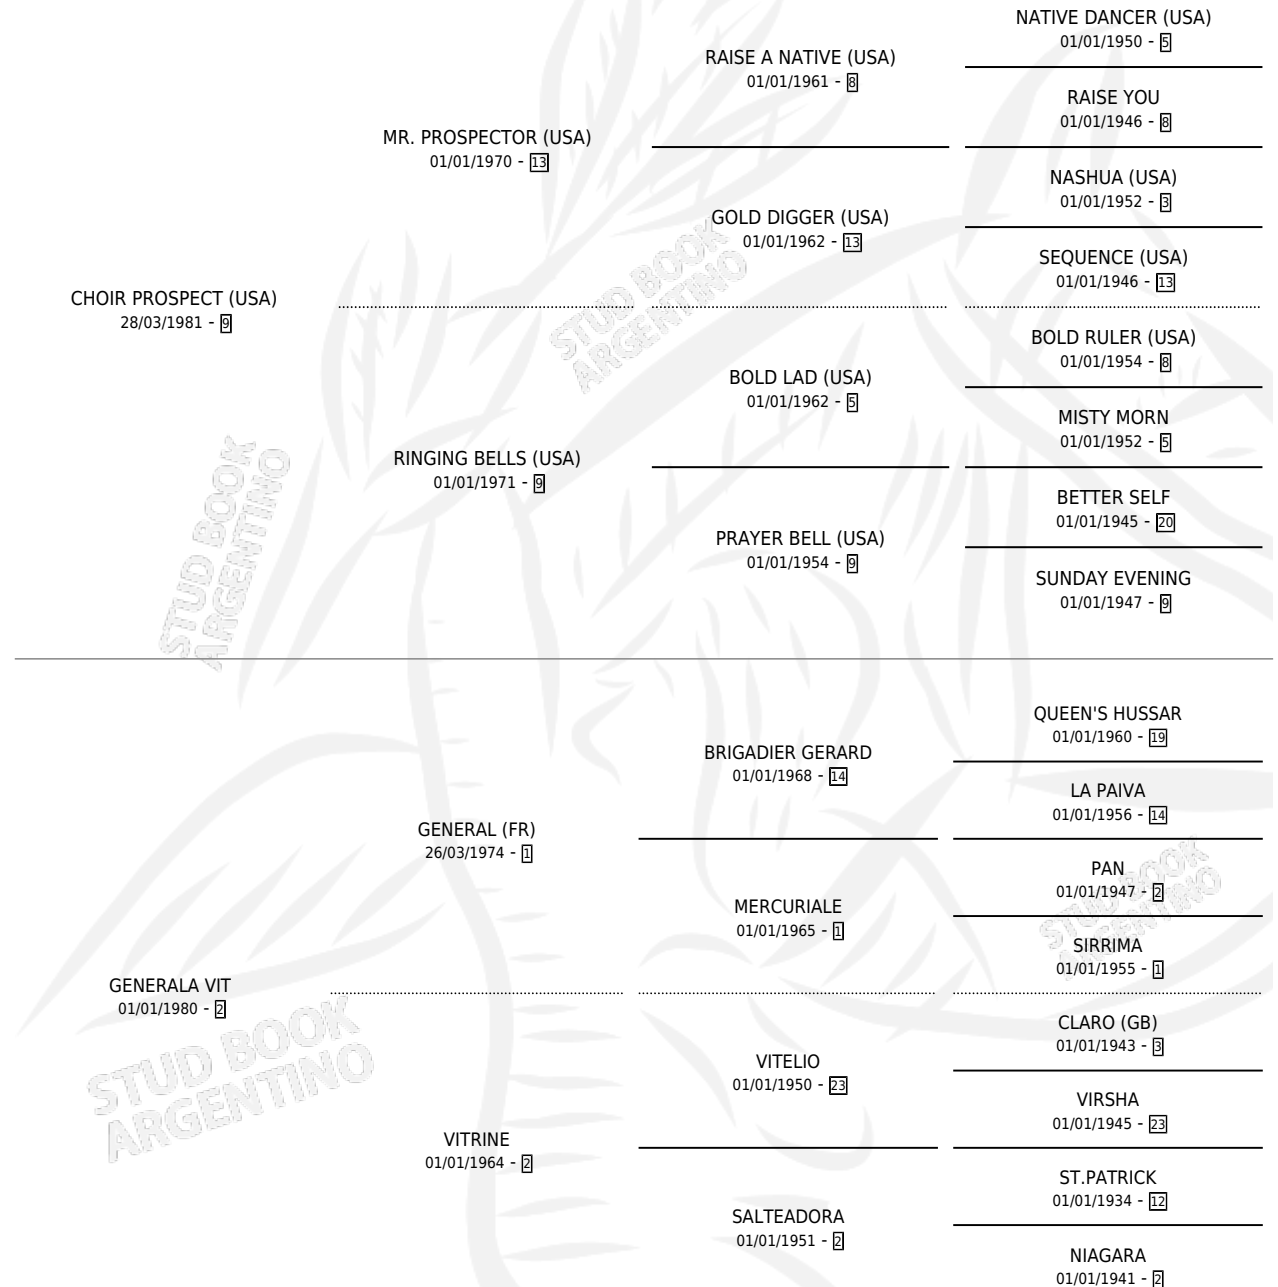 NATIVE DANCER (USA)
01/01/1950 - 5
RAISE A NATIVE (USA)
01/01/1961 - 8
RAISE YOU
01/01/1946 - 8
MR. PROSPECTOR (USA)
01/01/1970 - 13
NASHUA (USA)
01/01/1952 - 3
GOLD DIGGER (USA)
01/01/1962 - 13
SEQUENCE (USA)
01/01/1946 - 13
CHOIR PROSPECT (USA)
28/03/1981 - 9
STUD BOOK
ARGENTINO
BOLD RULER (USA)
01/01/1954 - 8
BOLD LAD (USA)
01/01/1962 - 5
MISTY MORN
01/01/1952 - 5
RINGING BELLS (USA)
01/01/1971 - 9
STUD BOOK
ARGENTINO
BETTER SELF
01/01/1945 - 20
PRAYER BELL (USA)
01/01/1954 - 9
SUNDAY EVENING
01/01/1947 - 9
QUEEN'S HUSSAR
01/01/1960 - 19
BRIGADIER GERARD
01/01/1968 - 14
LA PAIVA
01/01/1956 - 14
GENERAL (FR)
26/03/1974 - 1
PAN
01/01/1947 - 2
MERCURIALE
01/01/1965 - 1
STUD BOOK
ARGENTINO
SIRRIMA
01/01/1955 - 1
GENERALA VIT
01/01/1980 - 2
STUD BOOK
ARGENTINO
CLARO (GB)
01/01/1943 - 3
VITELIO
01/01/1950 - 23
VIRSHA
01/01/1945 - 23
VITRINE
01/01/1964 - 2
ST.PATRICK
01/01/1934 - 12
SALTEADORA
01/01/1951 - 2
NIAGARA
01/01/1941 - 2